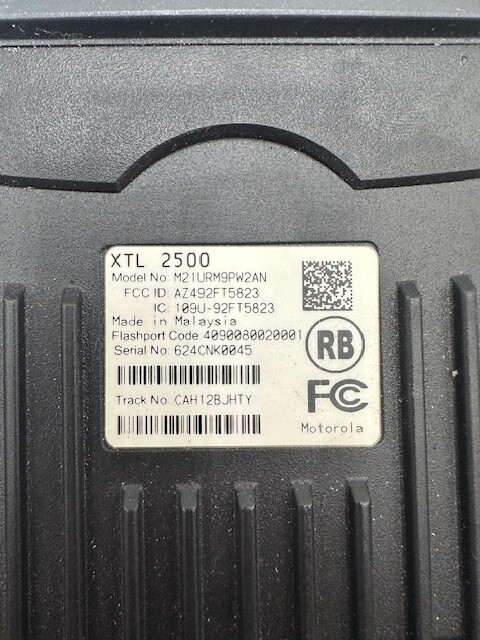 XTL 2500
Model No: M21URM9PW2AN
FCC ID: AZ492FT5823
IC: 109U-92FT5823
Made in Malaysia
Flashport Code 4090080020001
Serial No: 624CNK0045
RB
Track No. CAH12BJHTY
FC
Motorola